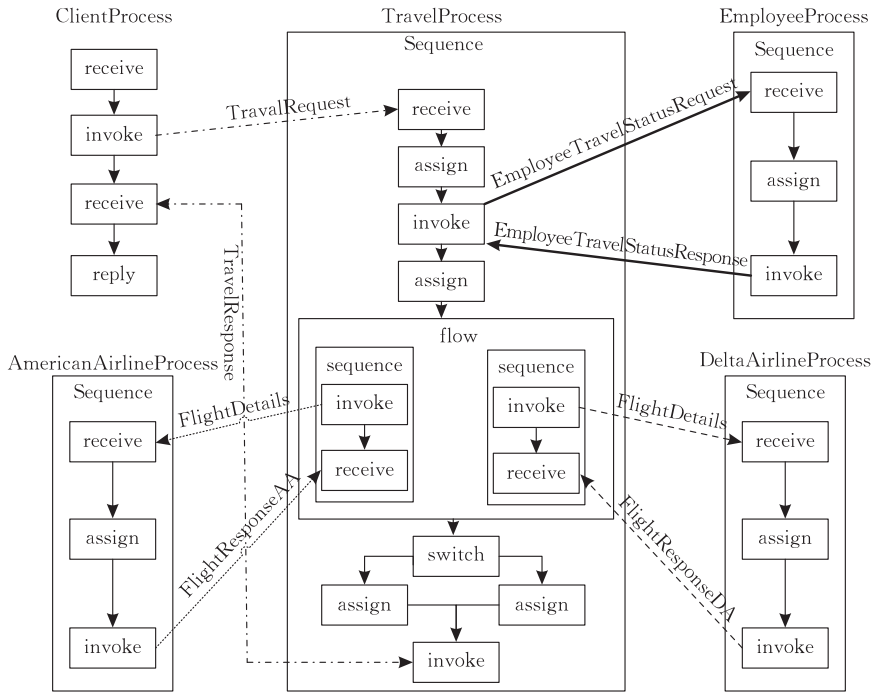 ClientProcess
receive
invoke
receive
reply
TravalRequest
TravelResponse
TravelProcess
Sequence
receive
assign
invoke
assign
EmployeeTravelStatusRequest
EmployeeTravelStatusResponse
EmployeeProcess
Sequence
receive
assign
invoke
flow
sequence
invoke
receive
sequence
invoke
receive
switch
assign
assign
invoke
AmericanAirlineProcess
Sequence
receive
assign
invoke
FlightDetails
FlightResponseAA
DeltaAirlineProcess
Sequence
receive
assign
invoke
FlightDetails
FlightResponseDA